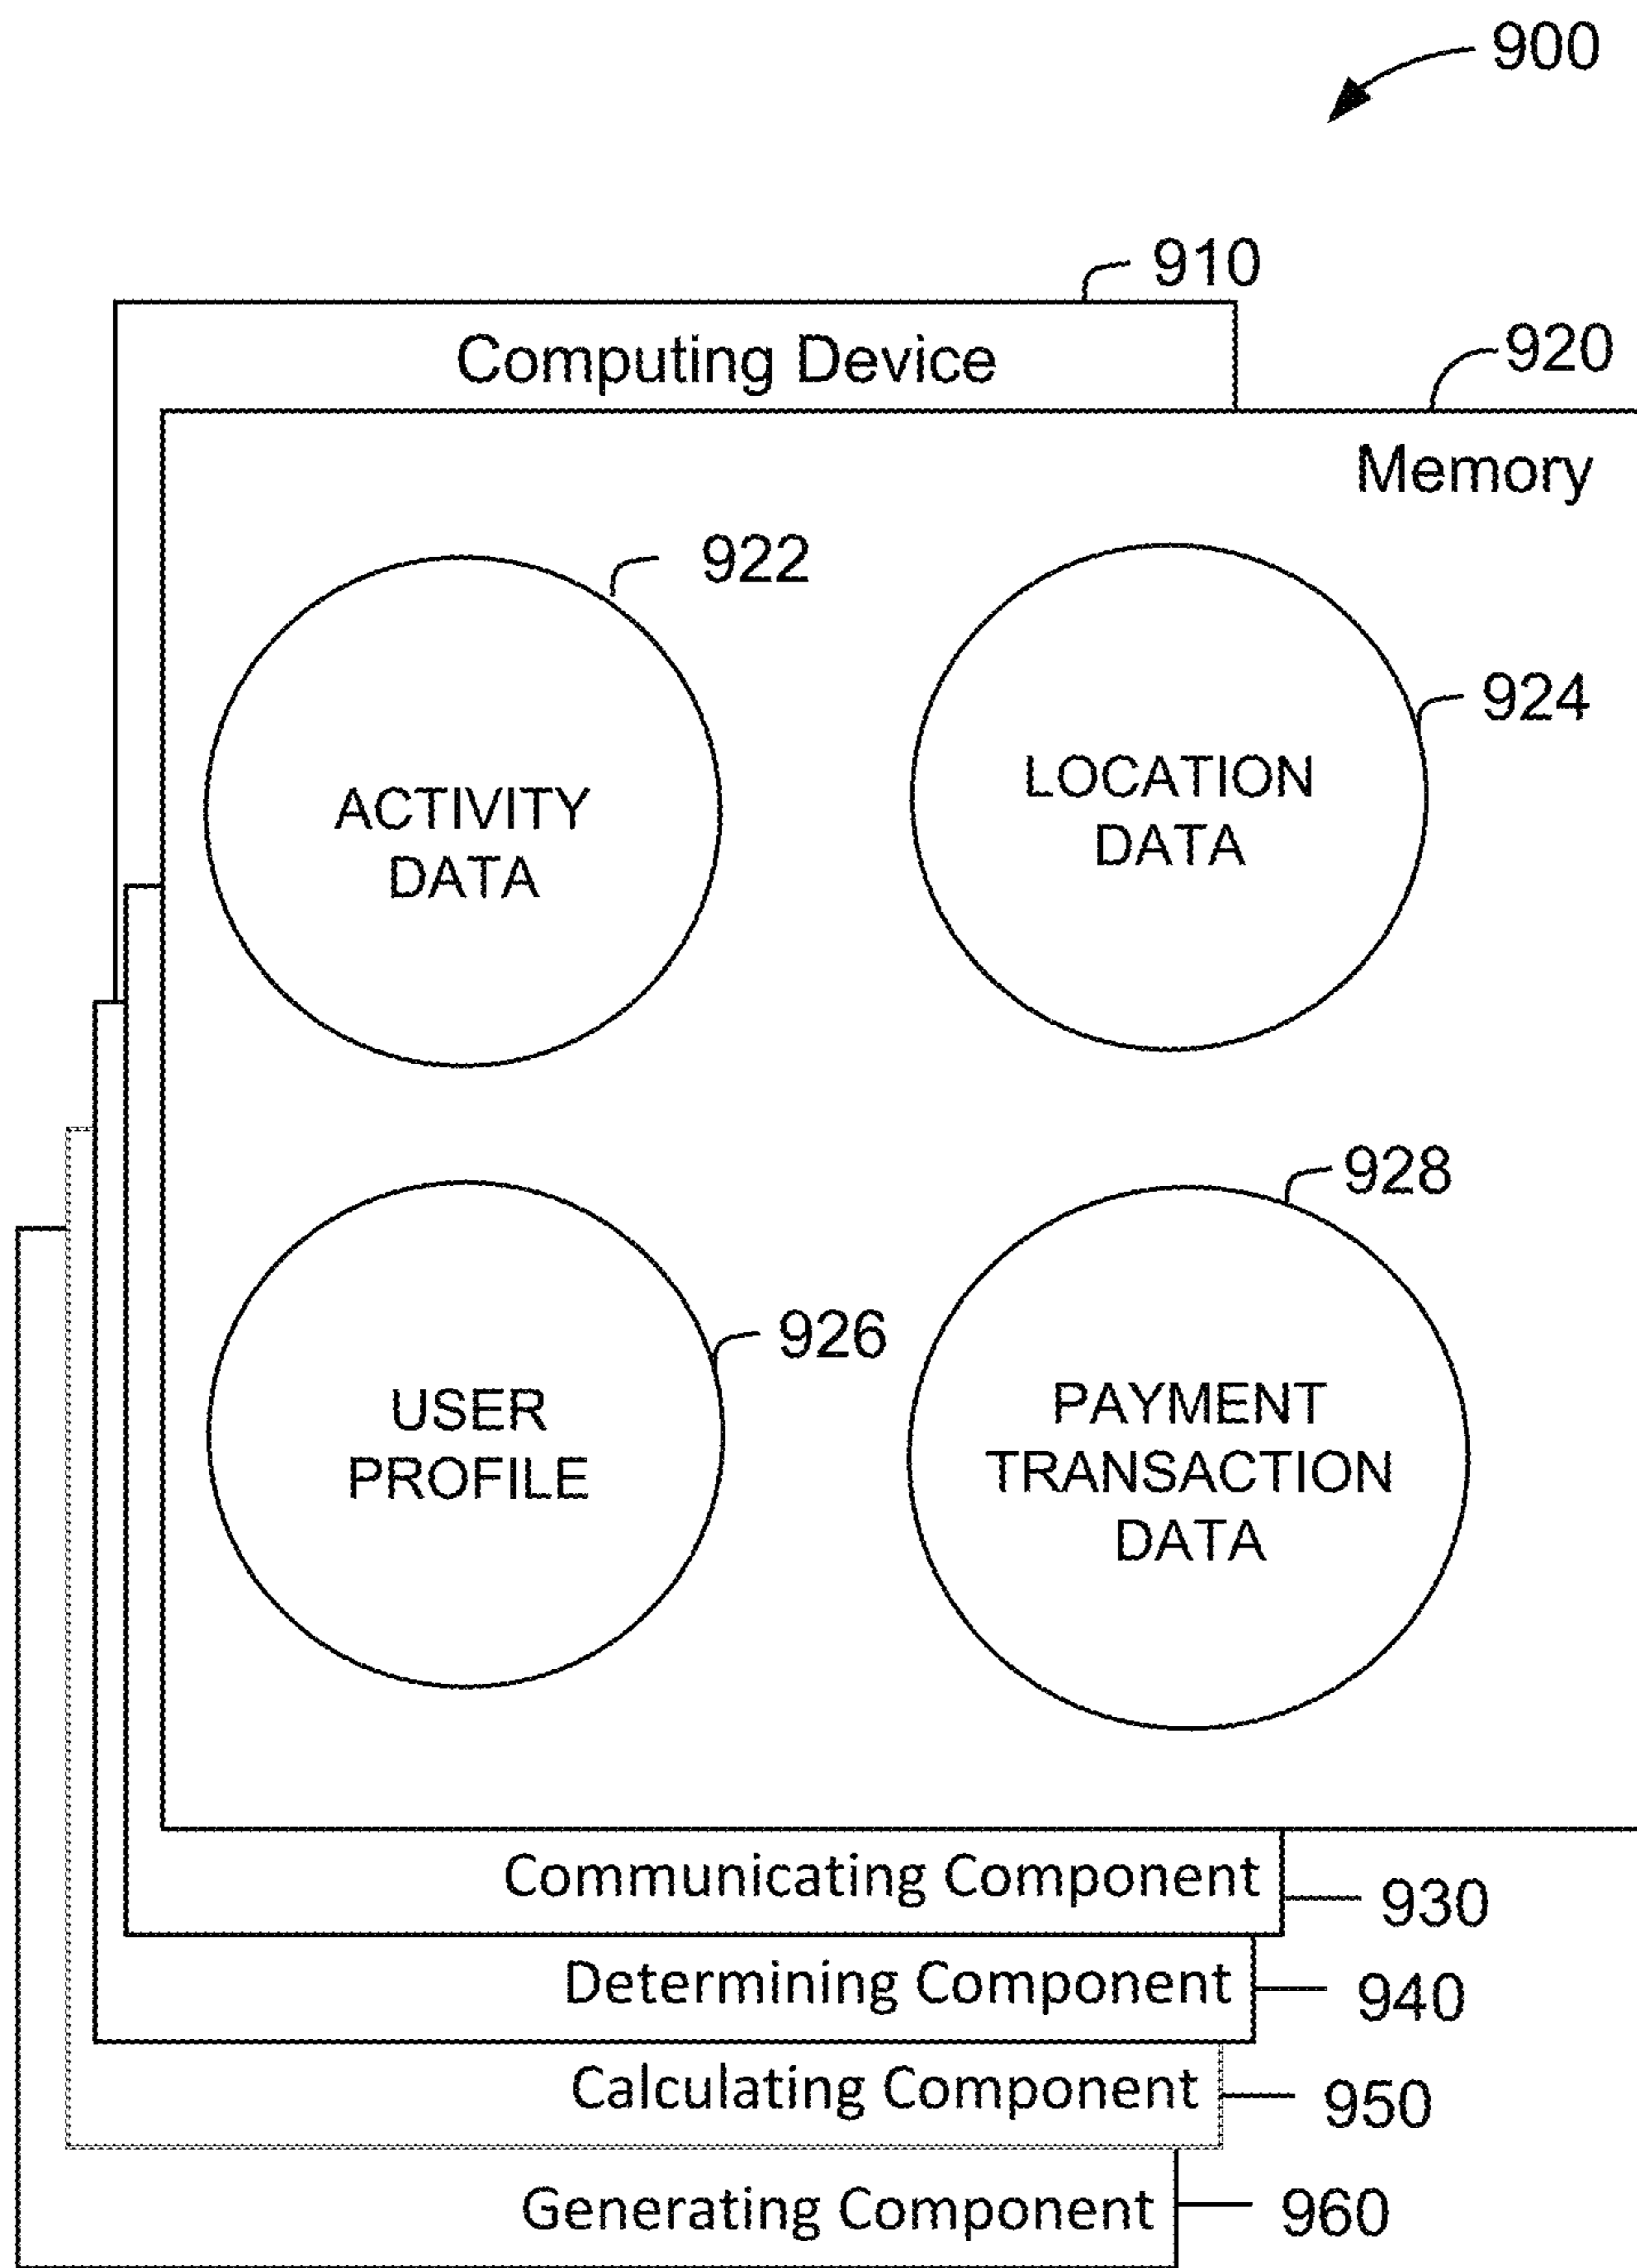 900
910
Computing Device
920
Memory
922
ACTIVITY
DATA
924
LOCATION
DATA
926
USER
PROFILE
928
PAYMENT
TRANSACTION
DATA
Communicating Component
930
Determining Component
940
Calculating Component
950
Generating Component
960